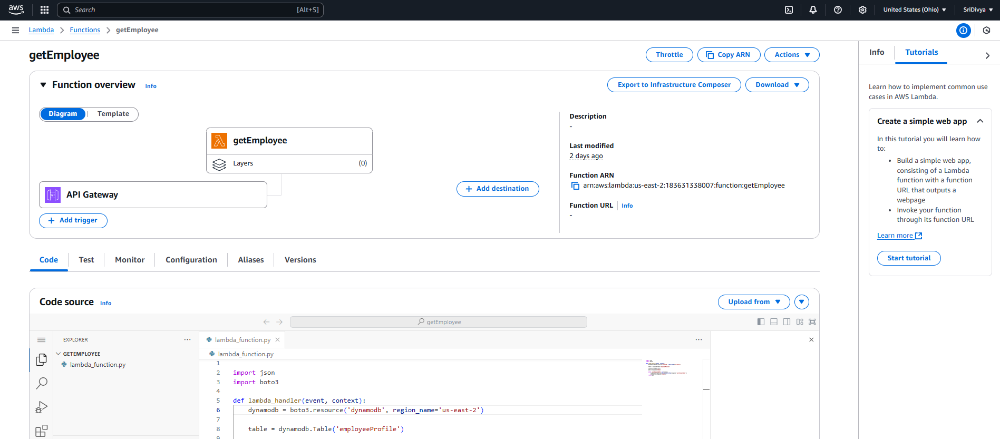 aws
Search
[Alt+S]
United States (Ohio)
SriDivya
Lambda
Functions
getEmployee
getEmployee
Throttle
Copy ARN
Actions
Info
Tutorials
Function overview
Info
Export to Infrastructure Composer
Download
Learn how to implement common use
cases in AWS Lambda.
Diagram
Template
getEmployee
Layers
(0)
API Gateway
Add trigger
Add destination
Description
-
Last modified
2 days ago
Function ARN
arn:aws:lambda:us-east-2:183631338007:function:getEmployee
Function URL
Info
-
Create a simple web app
In this tutorial you will learn how
to:
• Build a simple web app,
consisting of a Lambda
function with a function
URL that outputs a
webpage
• Invoke your function
through its function URL
Learn more
Start tutorial
Code
Test
Monitor
Configuration
Aliases
Versions
Code source
Info
Upload from
getEmployee
EXPLORER
...
GETEMPLOYEE
lambda_function.py
lambda_function.py
...
lambda_function.py
1
2 import json
3 import boto3
4
5 def lambda_handler(event, context):
6 dynamodb = boto3.resource('dynamodb', region_name='us-east-2')
7
8 table = dynamodb.Table('employeeProfile')
9